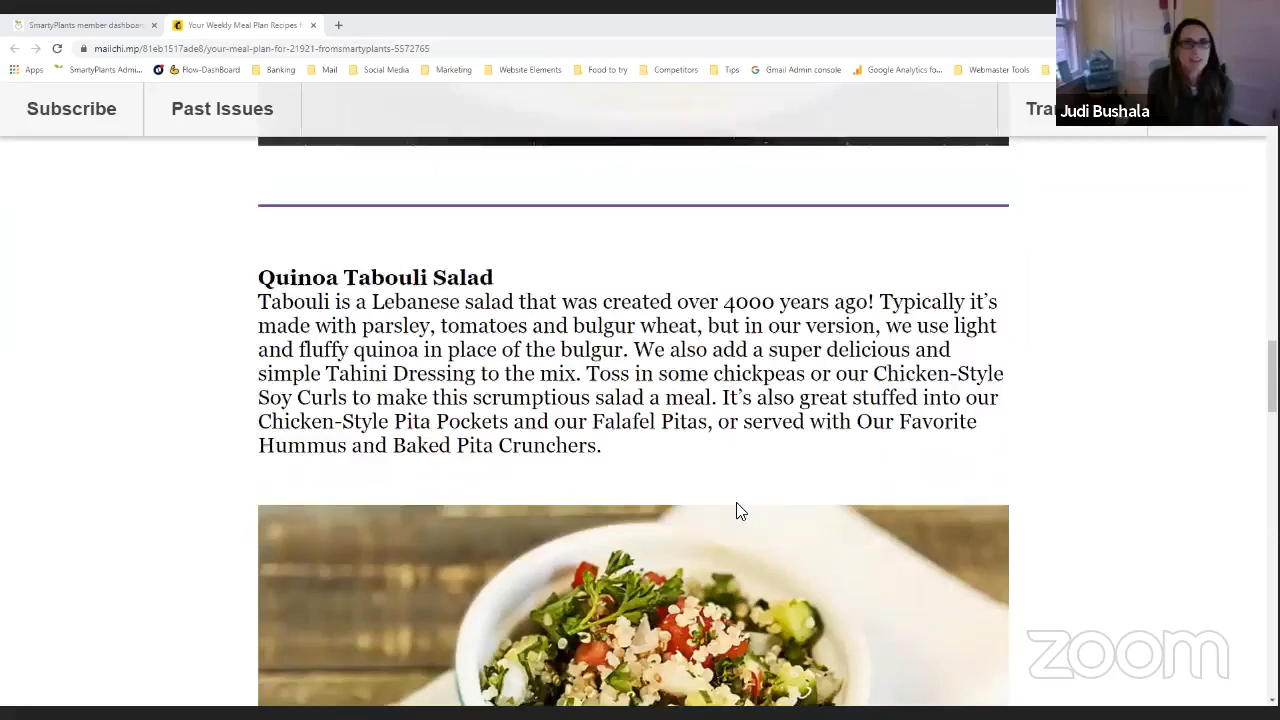 SmartyPlants member dashboar
Your Weekly Meal Plan Recipes f
mailchi.mp/81eb1517ade8/your-meal-plan-for-21921-fromsmartyplants-5572765
Apps
SmartyPlants Admi...
Flow-DashBoard
Banking
Mail
Social Media
Marketing
Website Elements
Food to try
Competitors
Tips
Gmail Admin console
Google Analytics fo...
Webmaster Tools
Judi Bushala
Subscribe
Past Issues
Tra
Quinoa Tabouli Salad
Tabouli is a Lebanese salad that was created over 4000 years ago! Typically it's
made with parsley, tomatoes and bulgur wheat, but in our version, we use light
and fluffy quinoa in place of the bulgur. We also add a super delicious and
simple Tahini Dressing to the mix. Toss in some chickpeas or our Chicken-Style
Soy Curls to make this scrumptious salad a meal. It's also great stuffed into our
Chicken-Style Pita Pockets and our Falafel Pitas, or served with Our Favorite
Hummus and Baked Pita Crunchers.
zoom